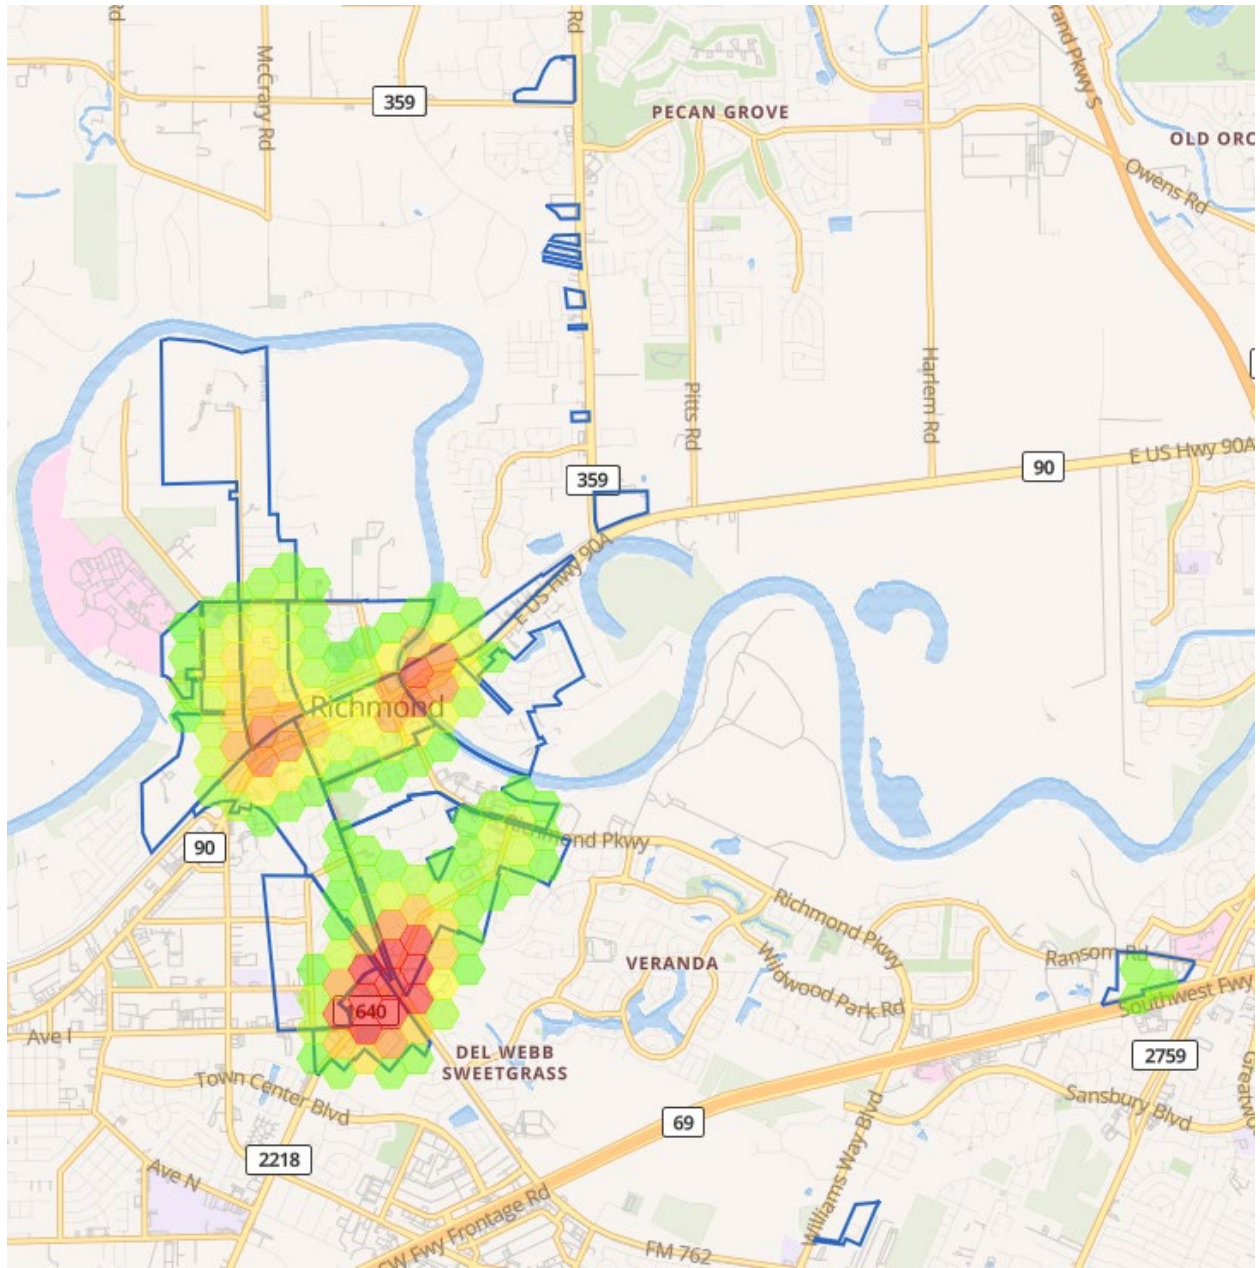 Rd
McCrary Rd
Rd
359
PECAN GROVE
Pkwy S
OLD ORC
Owens Rd
Pitts Rd
Harlem Rd
359
90
E US Hwy 90A
E US Hwy 90A
Richmond
90
Richmond Pkwy
Richmond Pkwy
Wildwood Park Rd
VERANDA
Ransom Rd
Southwest Fwy
640
Ave I
DEL WEBB
SWEETGRASS
2759
Town Center Blvd
69
Sansbury Blvd
2218
Ave N
Williams Way Blvd
SW Fwy Frontage Rd
FM 762